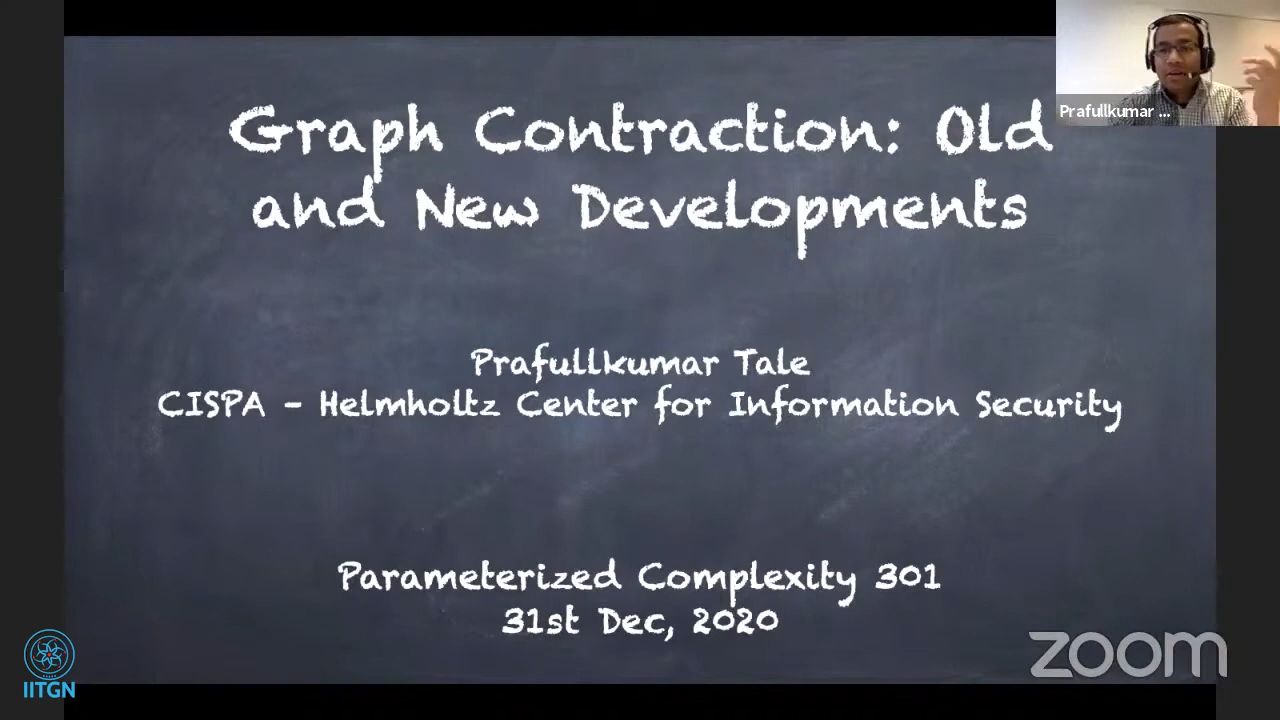 Graph Contraction: Old
and New Developments
Prafullkumar ...
Prafullkumar Tale
CISPA - Helmholtz Center for Information Security
Parameterized Complexity 301
31st Dec, 2020
zoom
IITGN